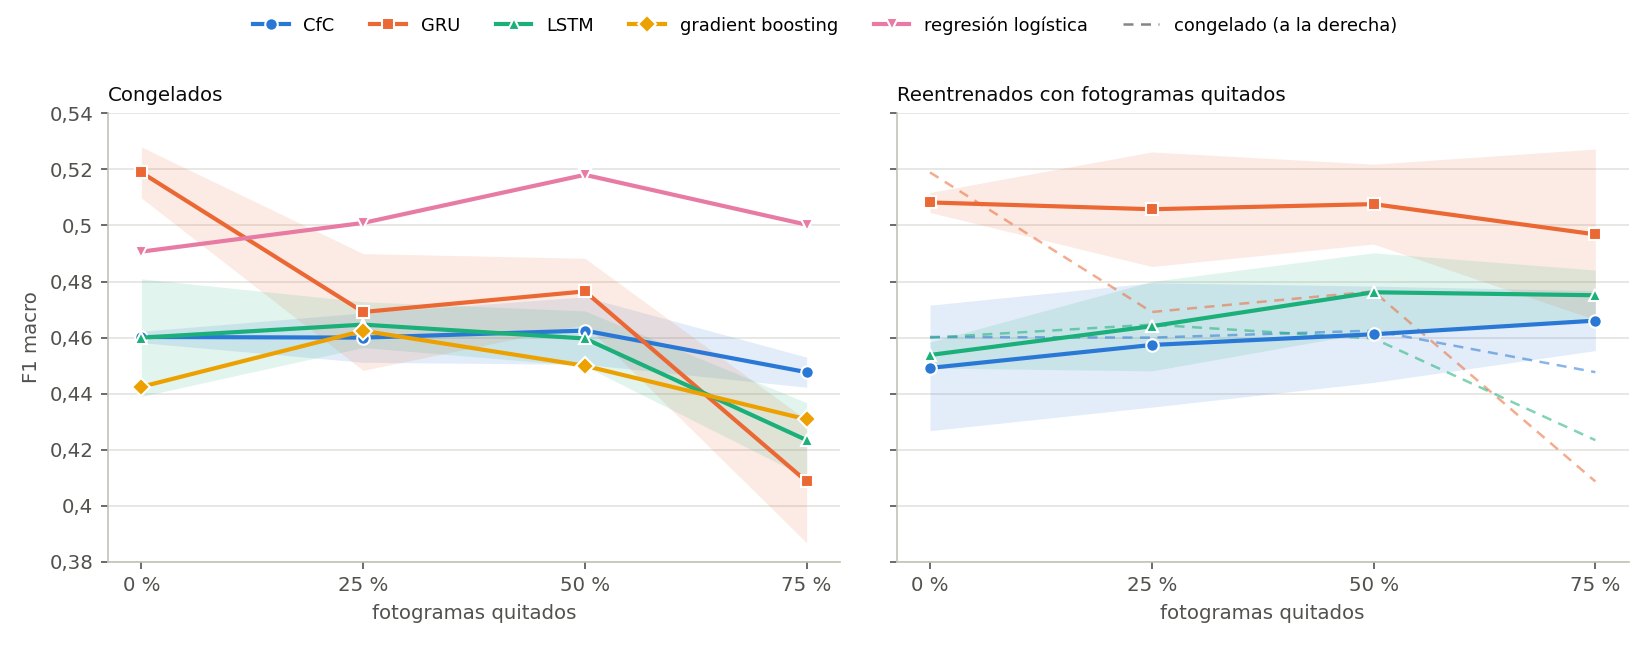 CfC GRU LSTM gradient boosting regresión logística congelado (a la derecha)
Congelados
Reentrenados con fotogramas quitados
F1 macro
0,54
0,52
0,5
0,48
0,46
0,44
0,42
0,4
0,38
0 % 25 % 50 % 75 %
fotogramas quitados
0 % 25 % 50 % 75 %
fotogramas quitados